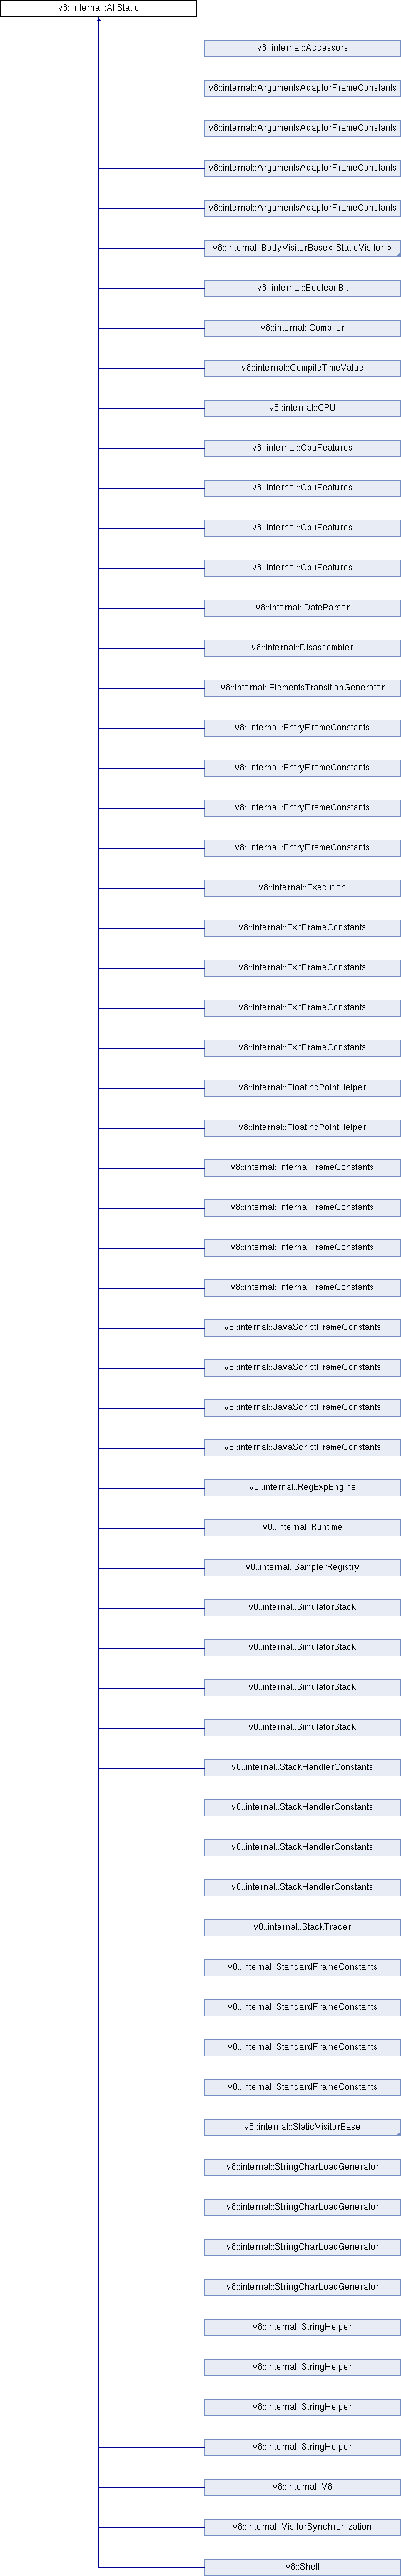 v8::internal::AllStatic
v8::internal::Accessors
v8::internal::ArgumentsAdaptorFrameConstants
v8::internal::ArgumentsAdaptorFrameConstants
v8::internal::ArgumentsAdaptorFrameConstants
v8::internal::ArgumentsAdaptorFrameConstants
v8::internal::BodyVisitorBase< StaticVisitor >
v8::internal::BooleanBit
v8::internal::Compiler
v8::internal::CompileTimeValue
v8::internal::CPU
v8::internal::CpuFeatures
v8::internal::CpuFeatures
v8::internal::CpuFeatures
v8::internal::CpuFeatures
v8::internal::DateParser
v8::internal::Disassembler
v8::internal::ElementsTransitionGenerator
v8::internal::EntryFrameConstants
v8::internal::EntryFrameConstants
v8::internal::EntryFrameConstants
v8::internal::EntryFrameConstants
v8::internal::Execution
v8::internal::ExitFrameConstants
v8::internal::ExitFrameConstants
v8::internal::ExitFrameConstants
v8::internal::ExitFrameConstants
v8::internal::FloatingPointHelper
v8::internal::FloatingPointHelper
v8::internal::InternalFrameConstants
v8::internal::InternalFrameConstants
v8::internal::InternalFrameConstants
v8::internal::InternalFrameConstants
v8::internal::JavaScriptFrameConstants
v8::internal::JavaScriptFrameConstants
v8::internal::JavaScriptFrameConstants
v8::internal::JavaScriptFrameConstants
v8::internal::RegExpEngine
v8::internal::Runtime
v8::internal::SamplerRegistry
v8::internal::SimulatorStack
v8::internal::SimulatorStack
v8::internal::SimulatorStack
v8::internal::SimulatorStack
v8::internal::StackHandlerConstants
v8::internal::StackHandlerConstants
v8::internal::StackHandlerConstants
v8::internal::StackHandlerConstants
v8::internal::StackTracer
v8::internal::StandardFrameConstants
v8::internal::StandardFrameConstants
v8::internal::StandardFrameConstants
v8::internal::StandardFrameConstants
v8::internal::StaticVisitorBase
v8::internal::StringCharLoadGenerator
v8::internal::StringCharLoadGenerator
v8::internal::StringCharLoadGenerator
v8::internal::StringCharLoadGenerator
v8::internal::StringHelper
v8::internal::StringHelper
v8::internal::StringHelper
v8::internal::StringHelper
v8::internal::V8
v8::internal::VisitorSynchronization
v8::Shell